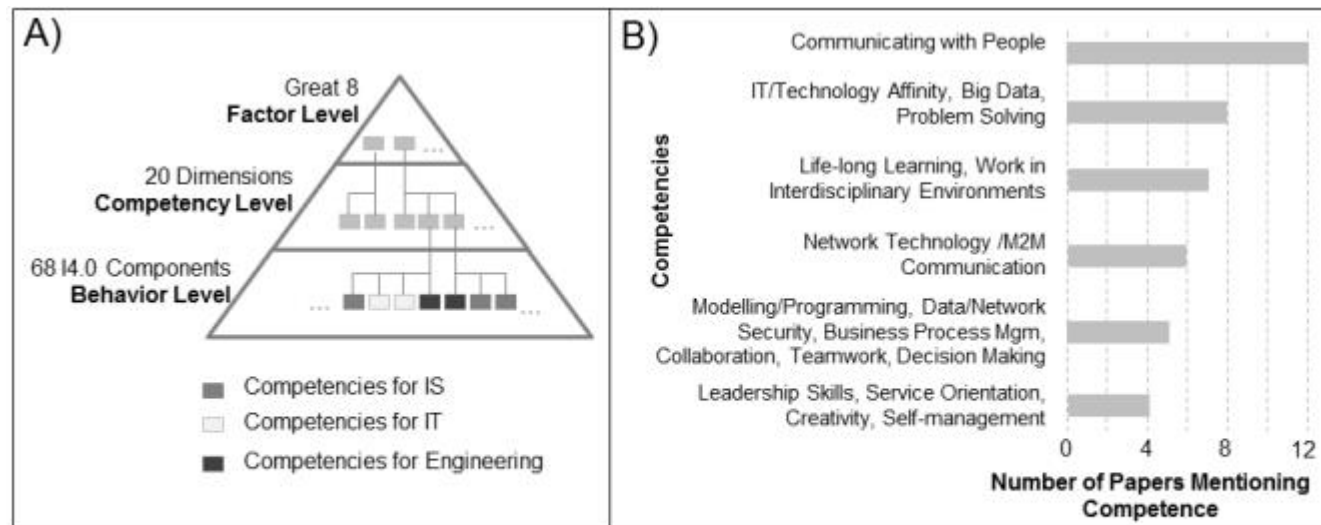 A)
Great 8
Factor Level
20 Dimensions
Competency Level
68 I4.0 Components
Behavior Level
...
...
...
...
Competencies for IS
Competencies for IT
Competencies for Engineering
B)
Competencies
Communicating with People
IT/Technology Affinity, Big Data,
Problem Solving
Life-long Learning, Work in
Interdisciplinary Environments
Network Technology /M2M
Communication
Modelling/Programming, Data/Network
Security, Business Process Mgm,
Collaboration, Teamwork, Decision Making
Leadership Skills, Service Orientation,
Creativity, Self-management
0 4 8 12
Number of Papers Mentioning
Competence